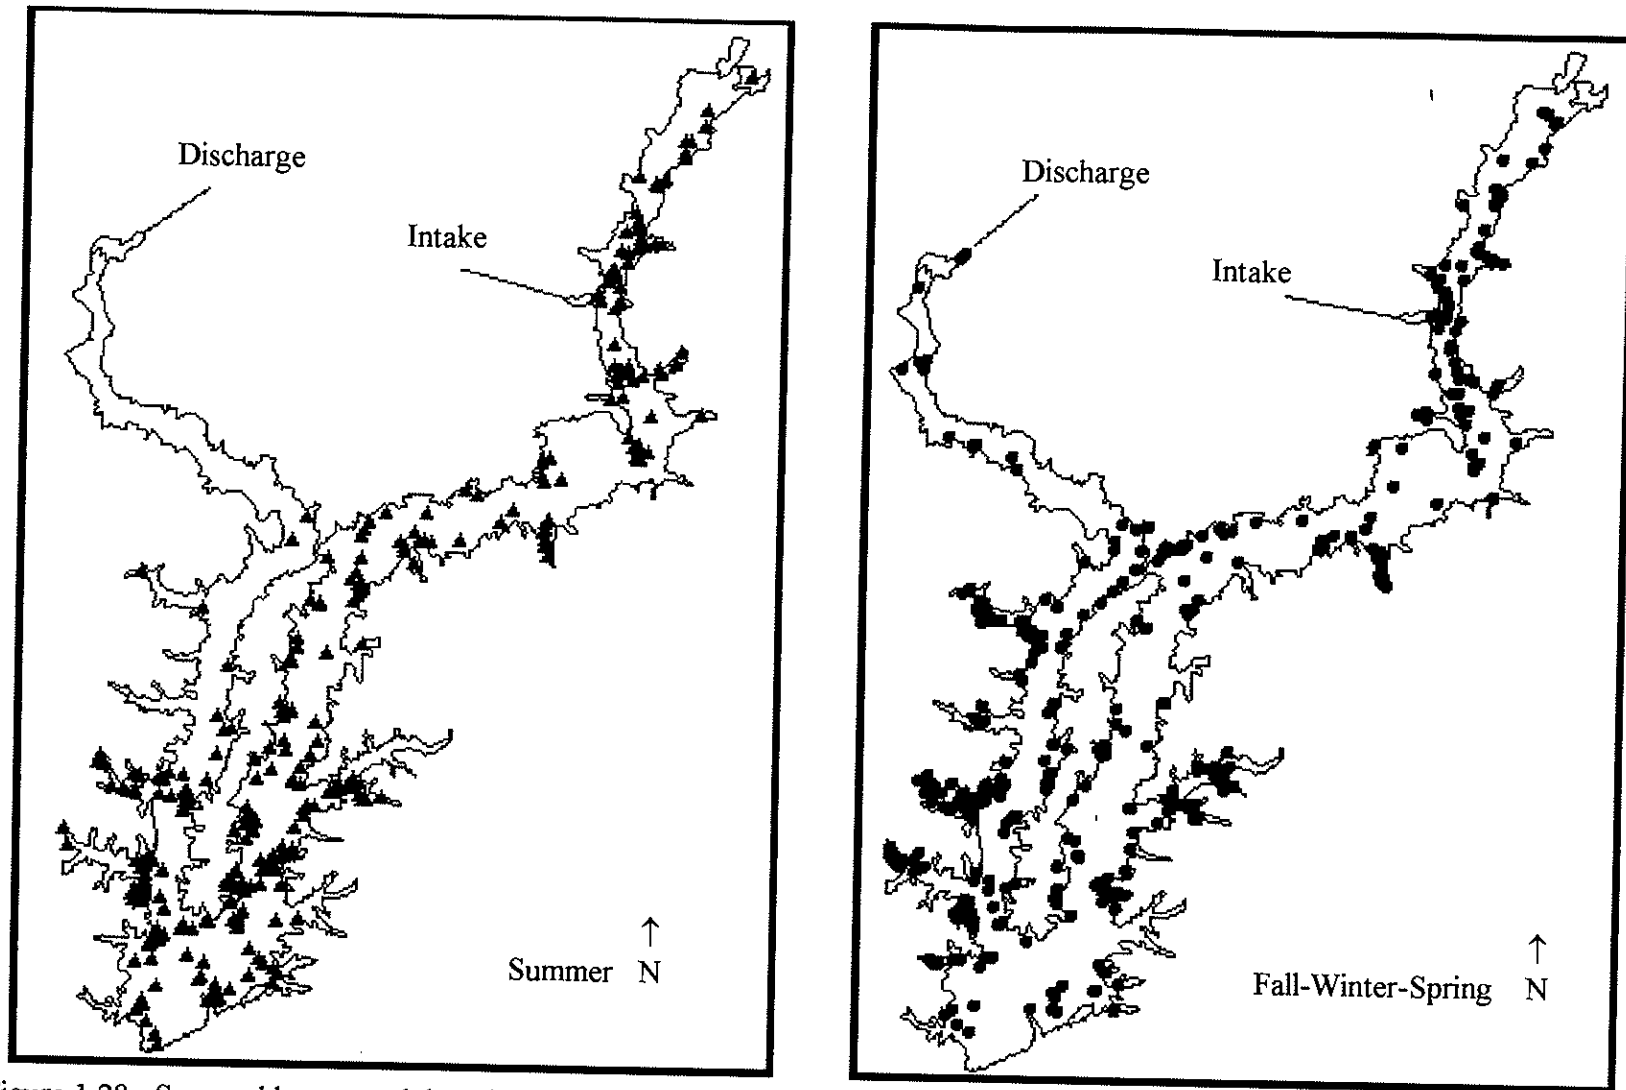 Discharge
Intake
Summer
↑
N
Discharge
Intake
Fall-Winter-Spring
↑
N